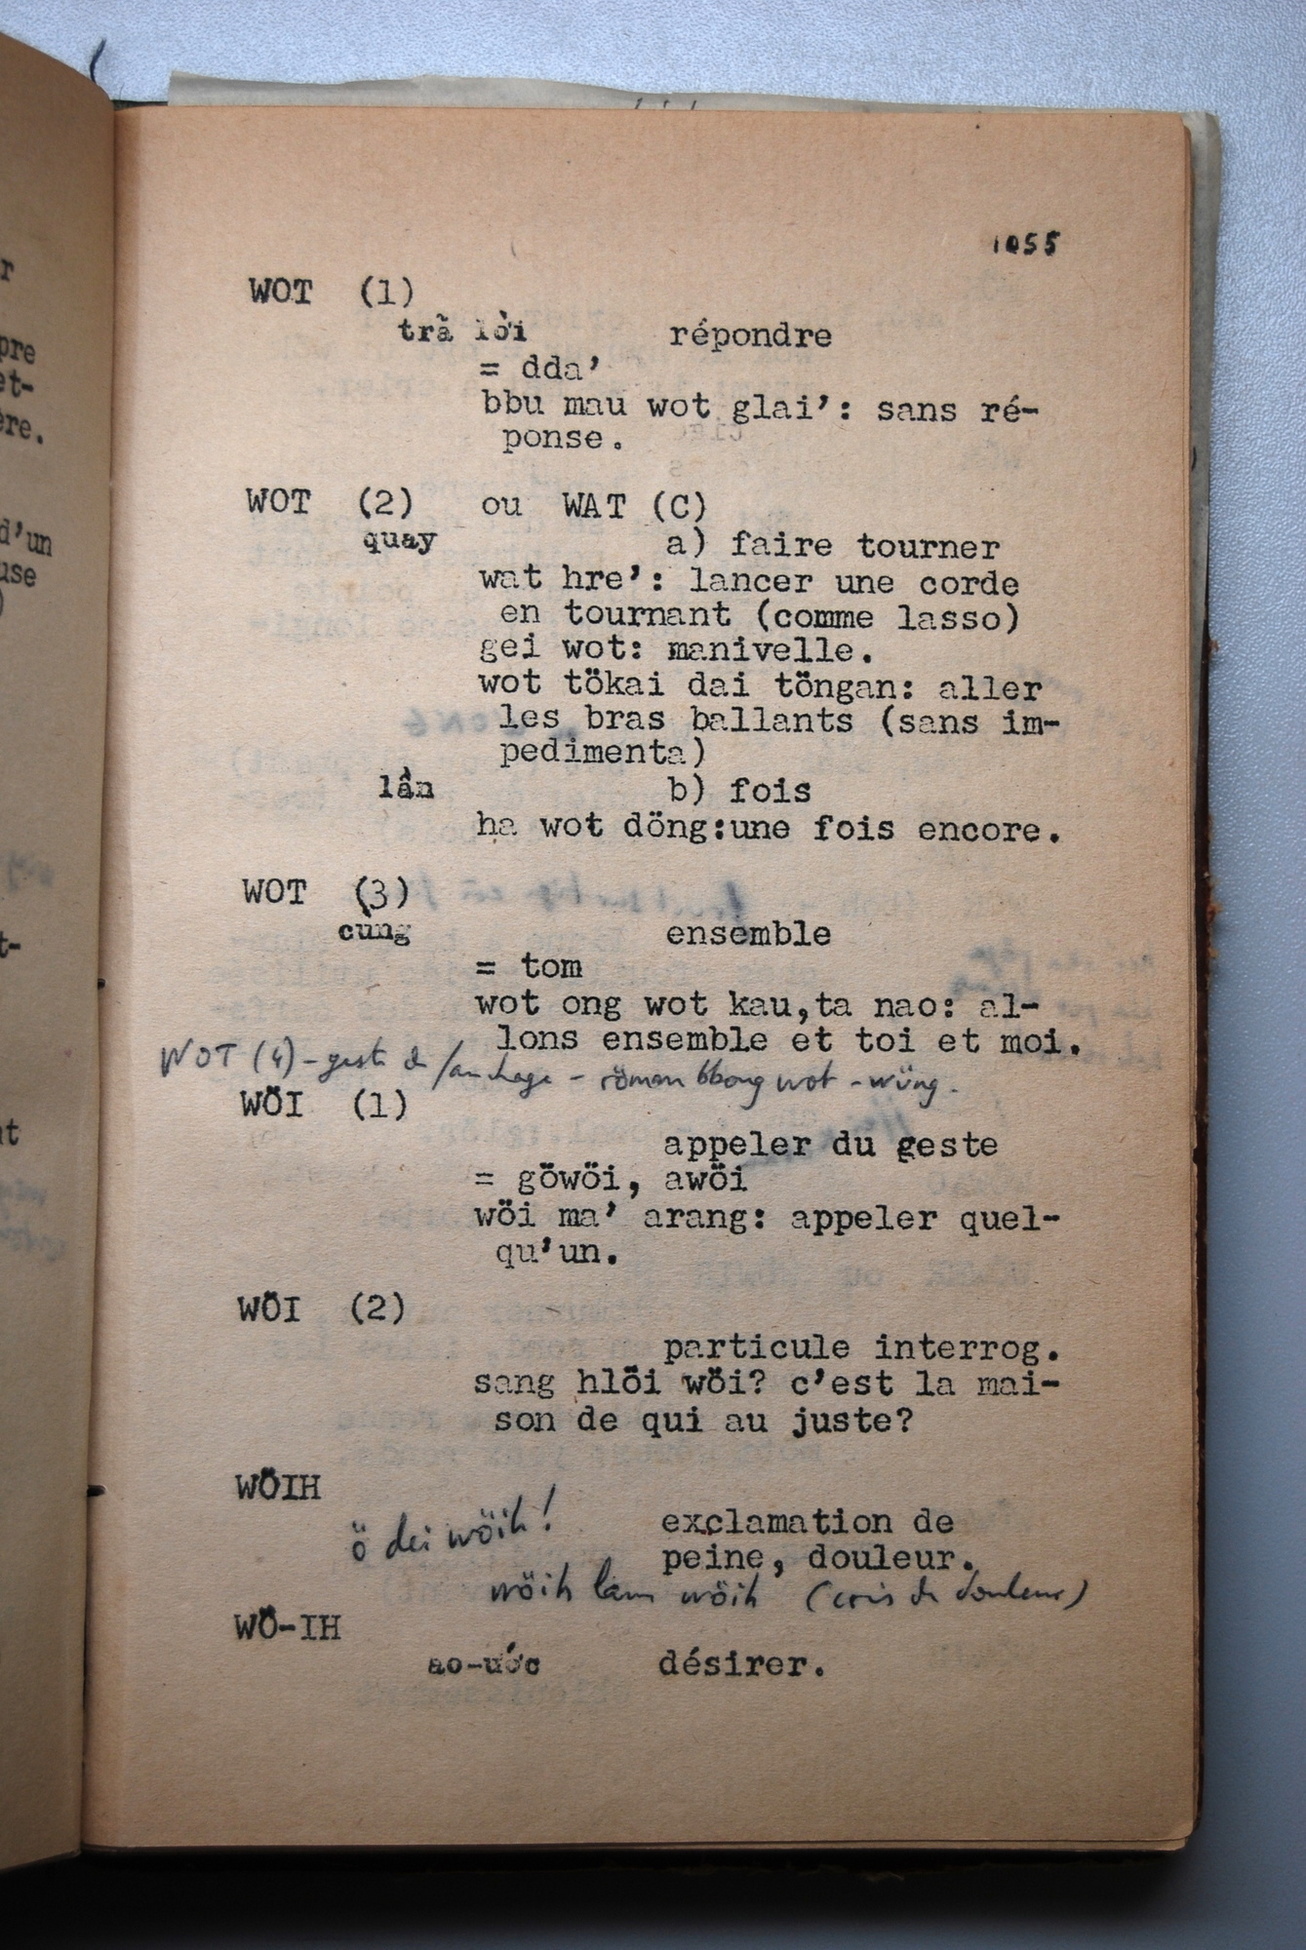 1055
WOT (1)
trả lời répondre
= dda'
bbu mau wot glai': sans ré-
ponse.
WOT (2) ou WAT (C)
quay a) faire tourner
wat hre': lancer une corde
en tournant (comme lasso)
gei wot: manivelle.
wot tökai dai töngan: aller
les bras ballants (sans im-
pedimenta)
lần b) fois
ha wot döng:une fois encore.
WOT (3)
cùng ensemble
= tom
wot ong wot kau,ta nao: al-
lons ensemble et toi et moi.
WOT (4) - geste de - röman bbong wot - wüng.
WÖI (1)
appeler du geste
= göwöi, awöi
wöi ma' arang: appeler quel-
qu'un.
WÖI (2)
particule interrog.
sang hlöi wöi? c'est la mai-
son de qui au juste?
WÖIH
ö dei wöih! exclamation de
peine, douleur.
wöih lam wöih (cris de douleur)
WÖ-IH
ao-ước désirer.